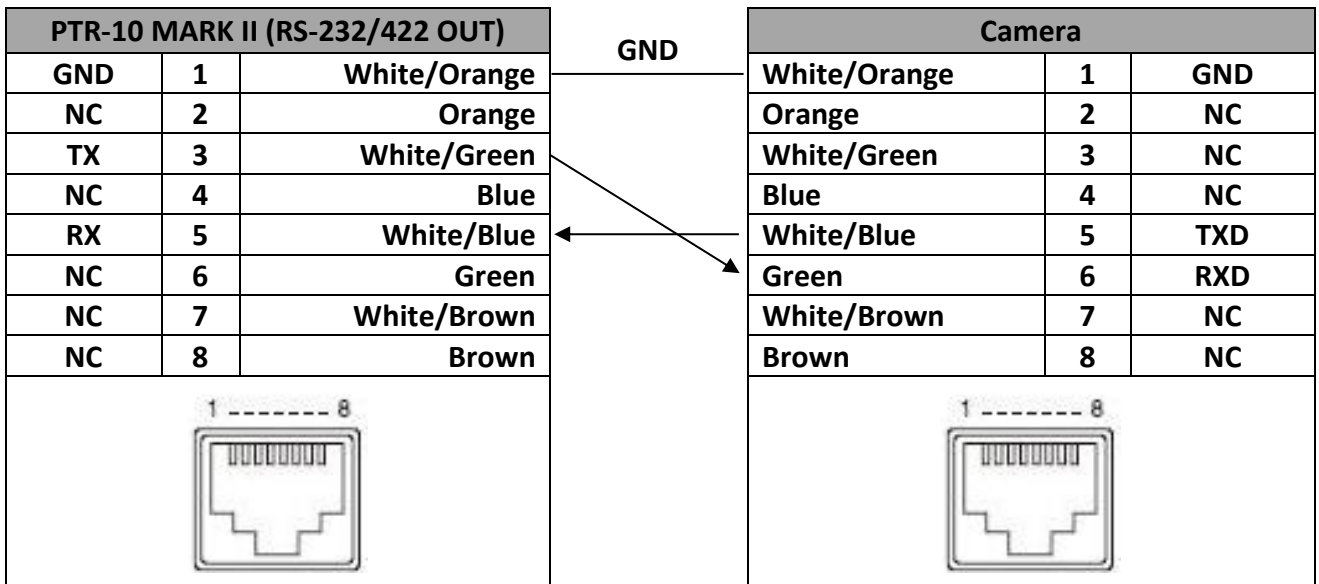 PTR-10 MARK II (RS-232/422 OUT) GND Camera
GND 1 White/Orange White/Orange 1 GND
NC 2 Orange Orange 2 NC
TX 3 White/Green White/Green 3 NC
NC 4 Blue Blue 4 NC
RX 5 White/Blue White/Blue 5 TXD
NC 6 Green Green 6 RXD
NC 7 White/Brown White/Brown 7 NC
NC 8 Brown Brown 8 NC
1 ------- 8 1 ------- 8